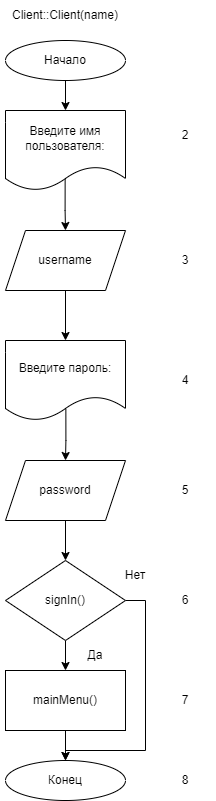 Client::Client(name)
Начало
Введите имя
пользователя:
2
username
3
Введите пароль:
4
password
5
Нет
signIn()
6
Да
mainMenu()
7
Конец
8